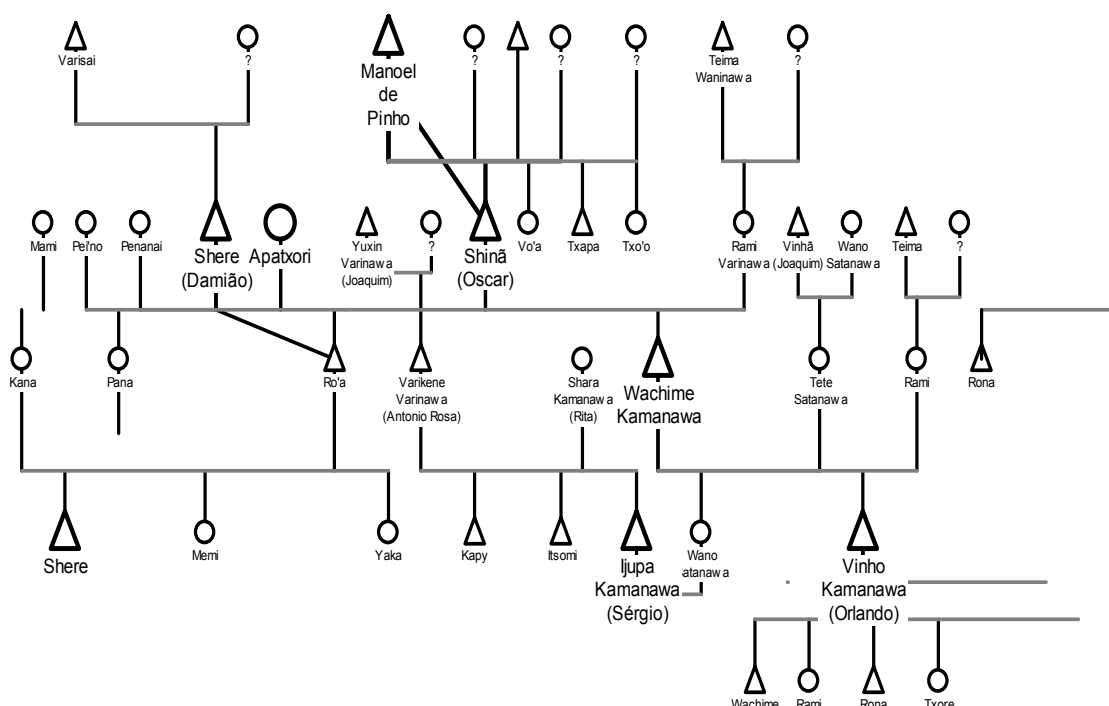 Varisai
?
Manoel
de
Pinho
?
?
?
Teima
Waninawa
?
Mami
Pei'no
Penanai
Shere
(Damião)
Apatxori
Yuxin
Varinawa
(Joaquim)
?
Shinã
(Oscar)
Vo'a
Txapa
Txo'o
Rami
Varinawa
Vinhã
(Joaquim)
Wano
Satanawa
Teima
?
Kana
Pana
Ro'a
Varikene
Varinawa
(Antonio Rosa)
Shara
Kamanawa
(Rita)
Wachime
Kamanawa
Tete
Satanawa
Rami
Rona
Shere
Memi
Yaka
Kapy
Itsomi
Ijupa
Kamanawa
(Sérgio)
Wano
atanawa
Vinho
Kamanawa
(Orlando)
Wachime
Rami
Rona
Txore